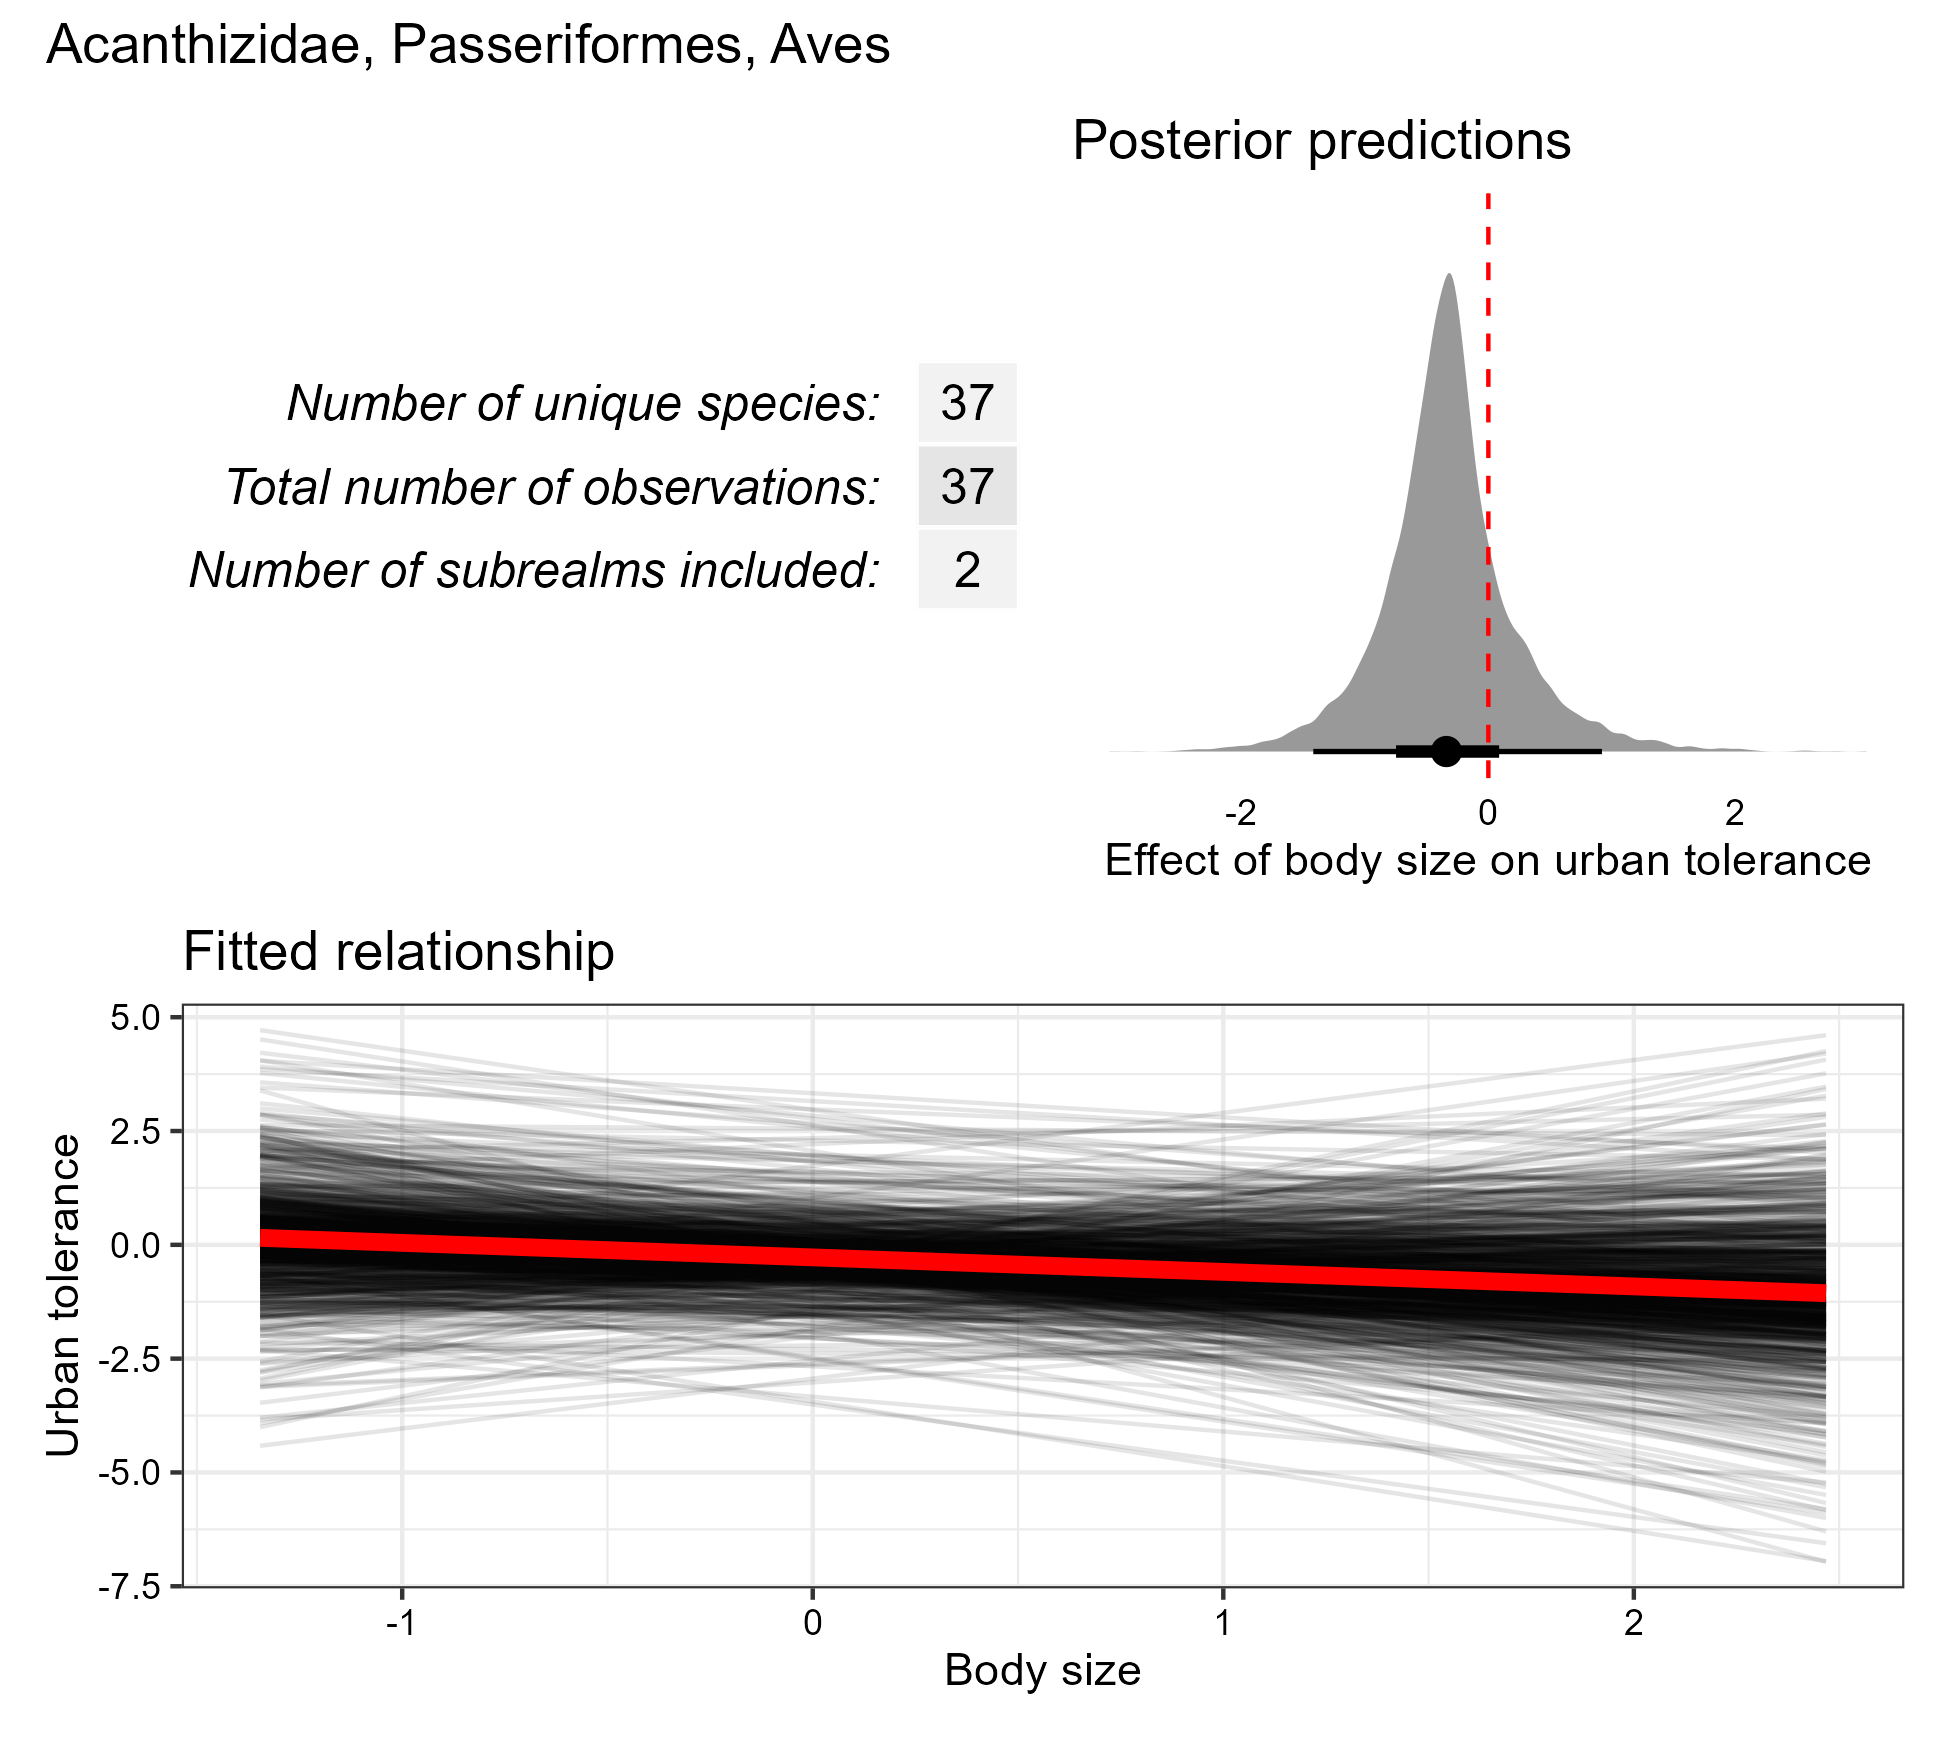 Acanthizidae, Passeriformes, Aves
Posterior predictions
Number of unique species: 37
Total number of observations: 37
Number of subrealms included: 2
-2 0 2
Effect of body size on urban tolerance
Fitted relationship
5.0
2.5
0.0
-2.5
-5.0
-7.5
Urban tolerance
-1 0 1 2
Body size